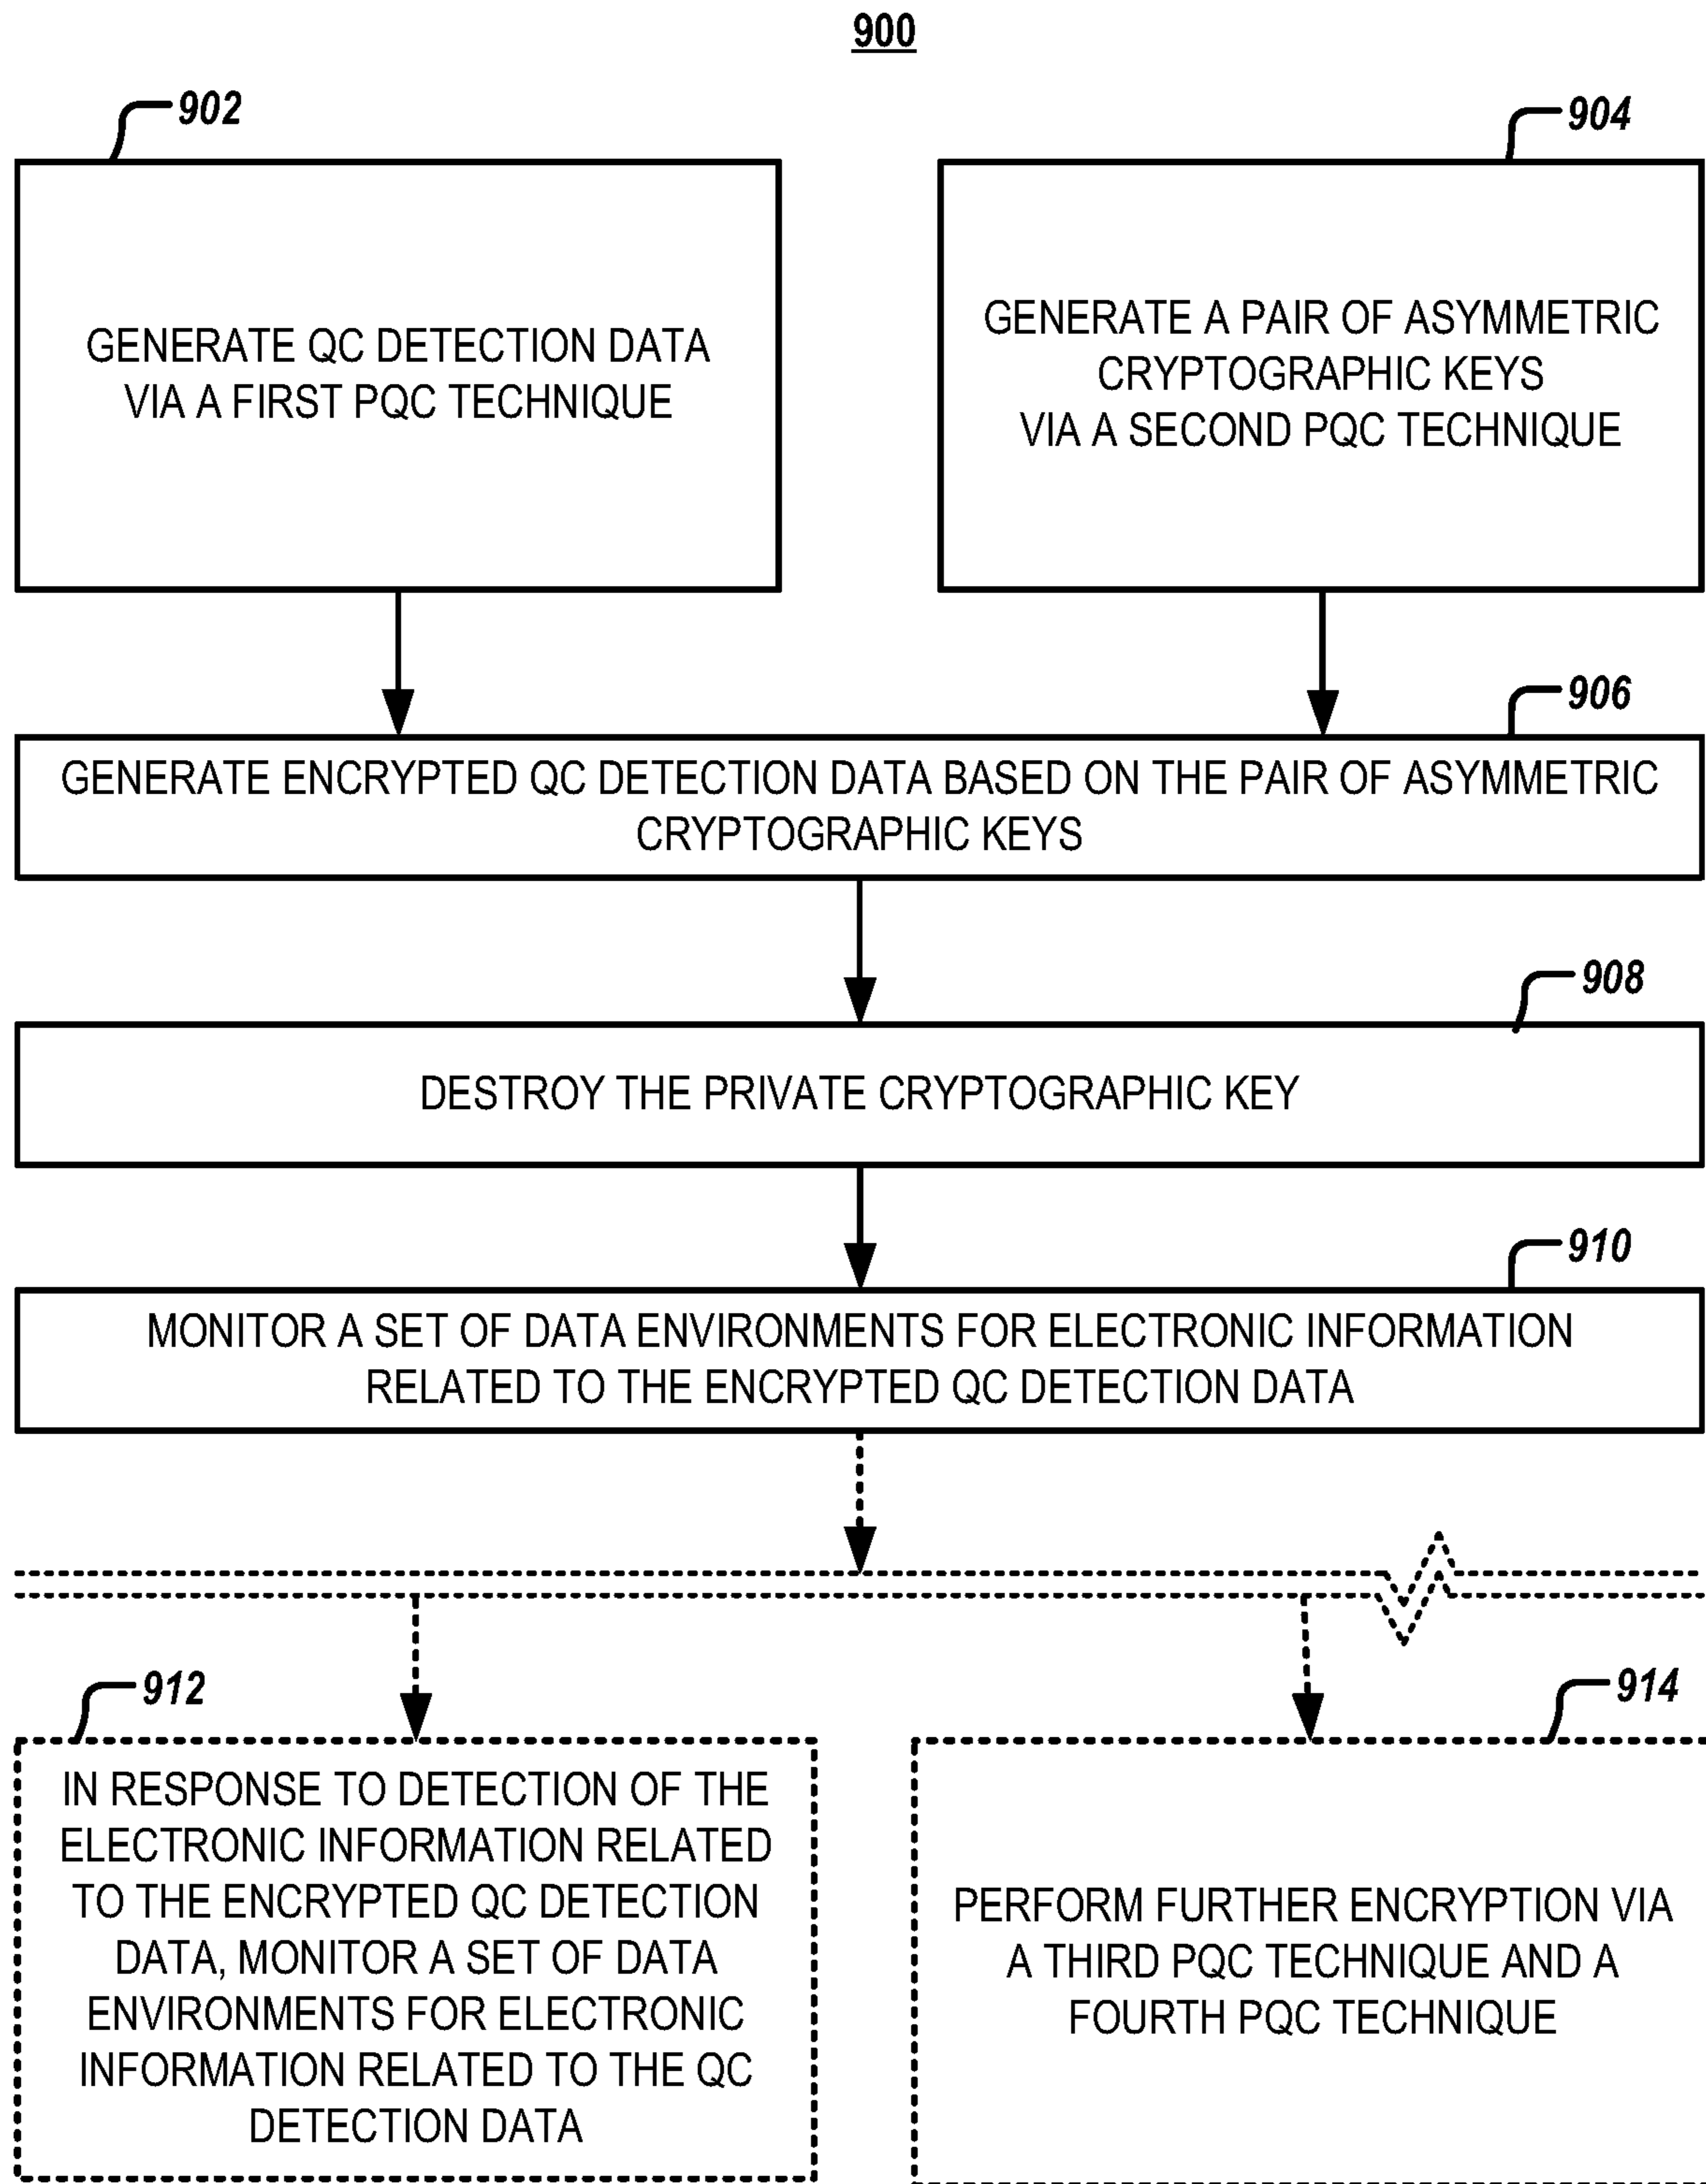 900
902
904
GENERATE QC DETECTION DATA
VIA A FIRST PQC TECHNIQUE
GENERATE A PAIR OF ASYMMETRIC
CRYPTOGRAPHIC KEYS
VIA A SECOND PQC TECHNIQUE
906
GENERATE ENCRYPTED QC DETECTION DATA BASED ON THE PAIR OF ASYMMETRIC
CRYPTOGRAPHIC KEYS
908
DESTROY THE PRIVATE CRYPTOGRAPHIC KEY
910
MONITOR A SET OF DATA ENVIRONMENTS FOR ELECTRONIC INFORMATION
RELATED TO THE ENCRYPTED QC DETECTION DATA
912
914
IN RESPONSE TO DETECTION OF THE
ELECTRONIC INFORMATION RELATED
TO THE ENCRYPTED QC DETECTION
DATA, MONITOR A SET OF DATA
ENVIRONMENTS FOR ELECTRONIC
INFORMATION RELATED TO THE QC
DETECTION DATA
PERFORM FURTHER ENCRYPTION VIA
A THIRD PQC TECHNIQUE AND A
FOURTH PQC TECHNIQUE